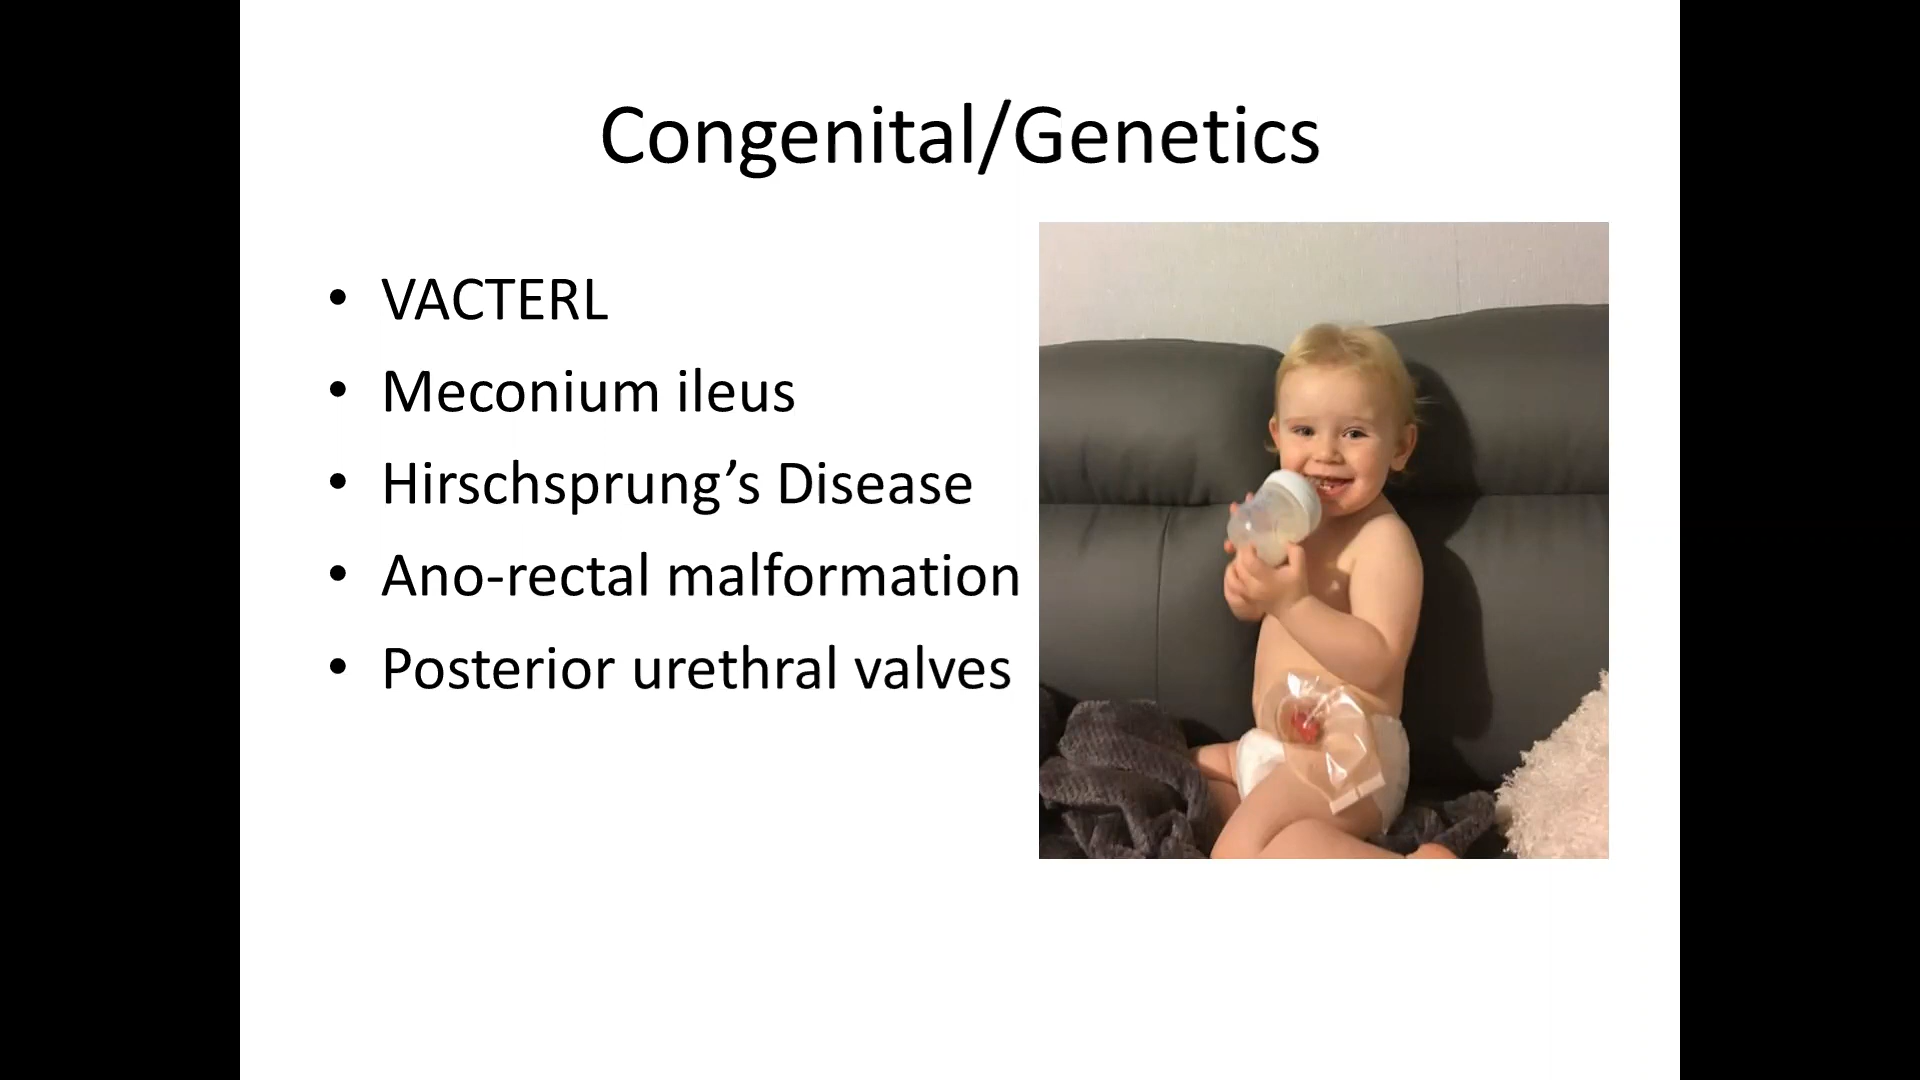 Congenital/Genetics
• VACTERL
• Meconium ileus
• Hirschsprung’s Disease
• Ano-rectal malformation
• Posterior urethral valves